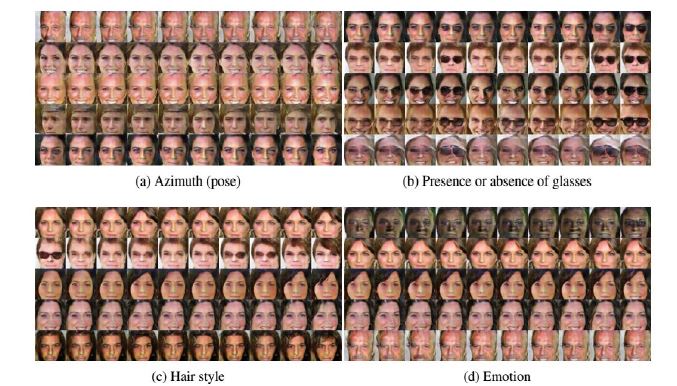 (a) Azimuth (pose)
(b) Presence or absence of glasses
(c) Hair style
(d) Emotion